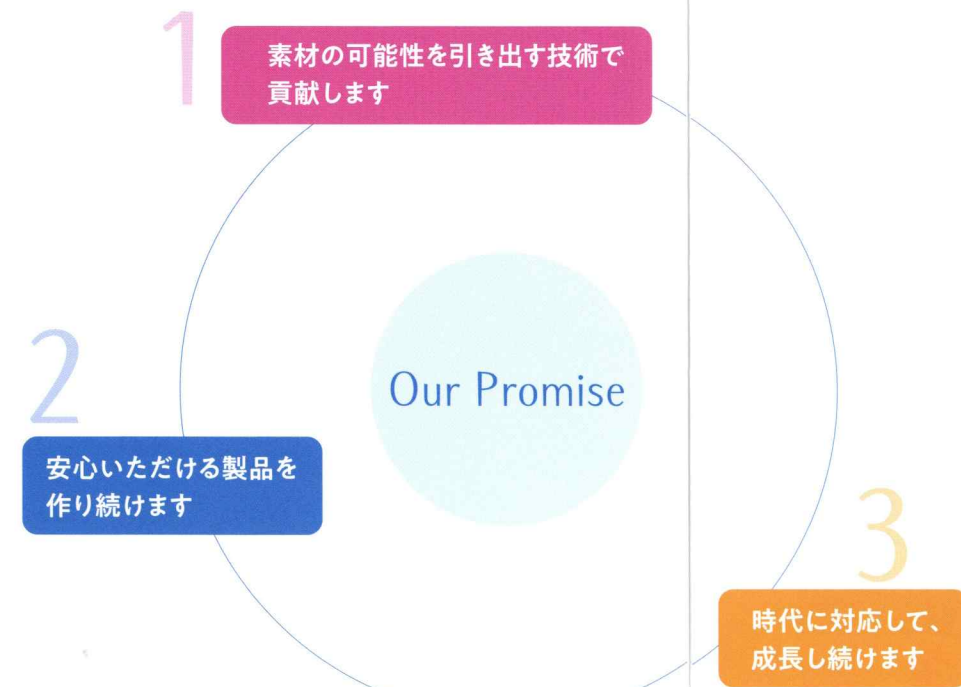 1
素材の可能性を引き出す技術で
貢献します
Our Promise
2
安心いただける製品を
作り続けます
3
時代に対応して、
成長し続けます